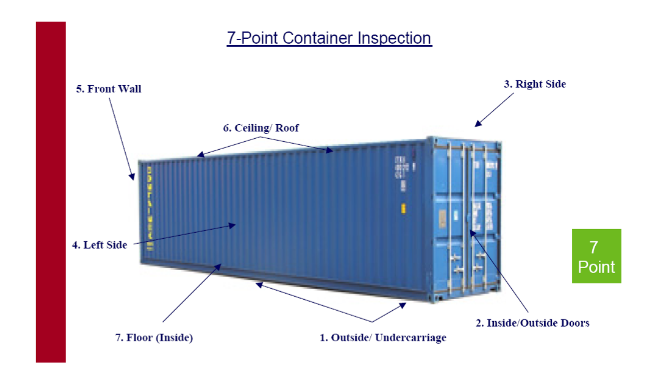 7-Point Container Inspection
5. Front Wall
3. Right Side
6. Ceiling/ Roof
4. Left Side
7
Point
2. Inside/Outside Doors
7. Floor (Inside)
1. Outside/ Undercarriage